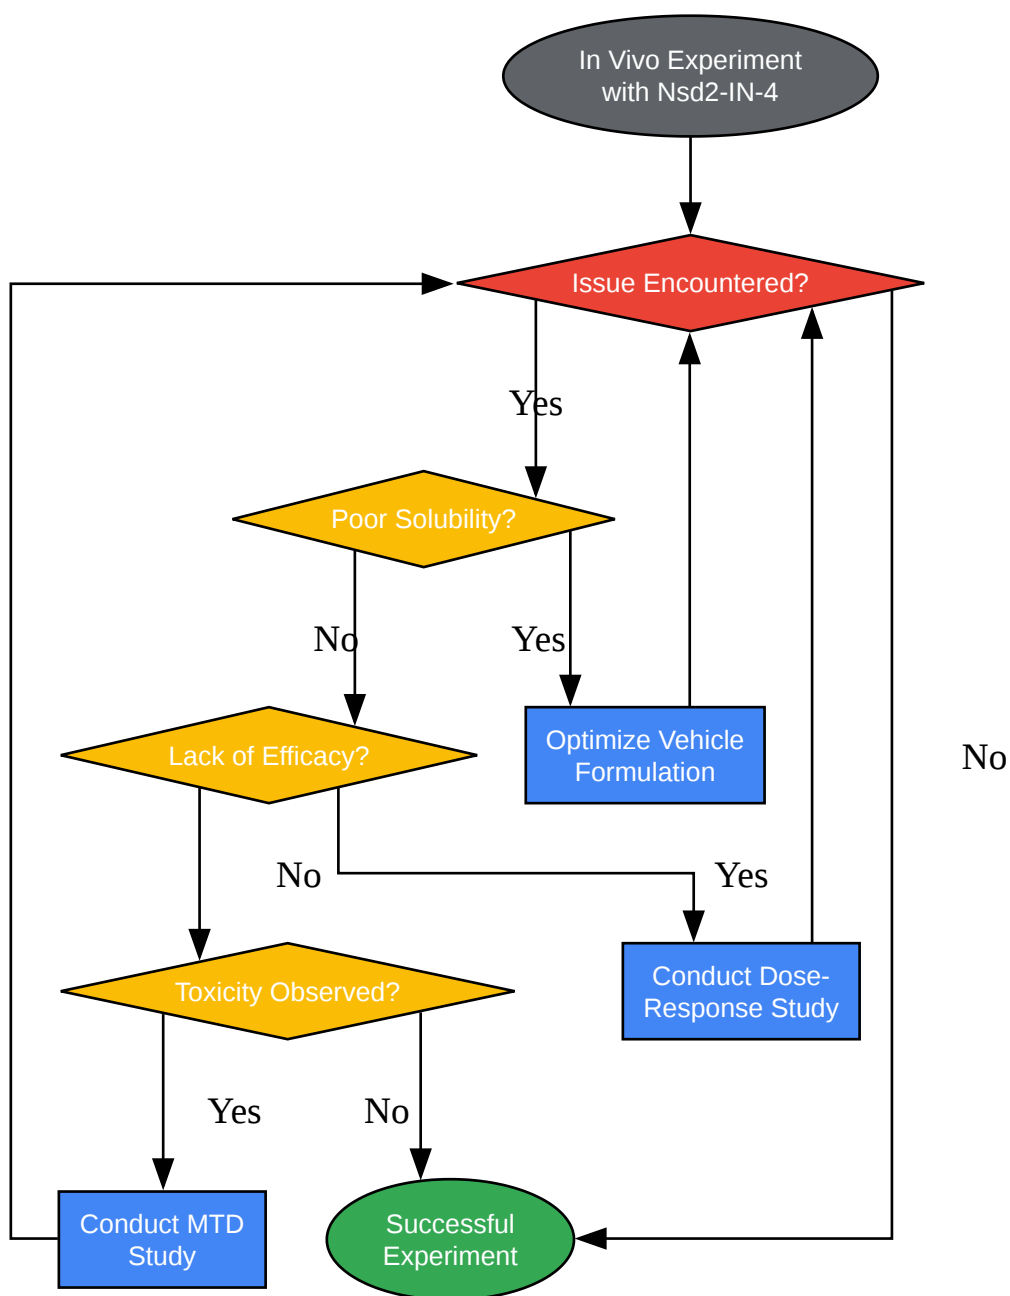 In Vivo Experiment
with Nsd2-IN-4
Issue Encountered?
Yes
Poor Solubility?
No
Yes
Optimize Vehicle
Formulation
Lack of Efficacy?
No
No
Yes
Conduct Dose-
Response Study
Toxicity Observed?
Yes
No
Conduct MTD
Study
Successful
Experiment